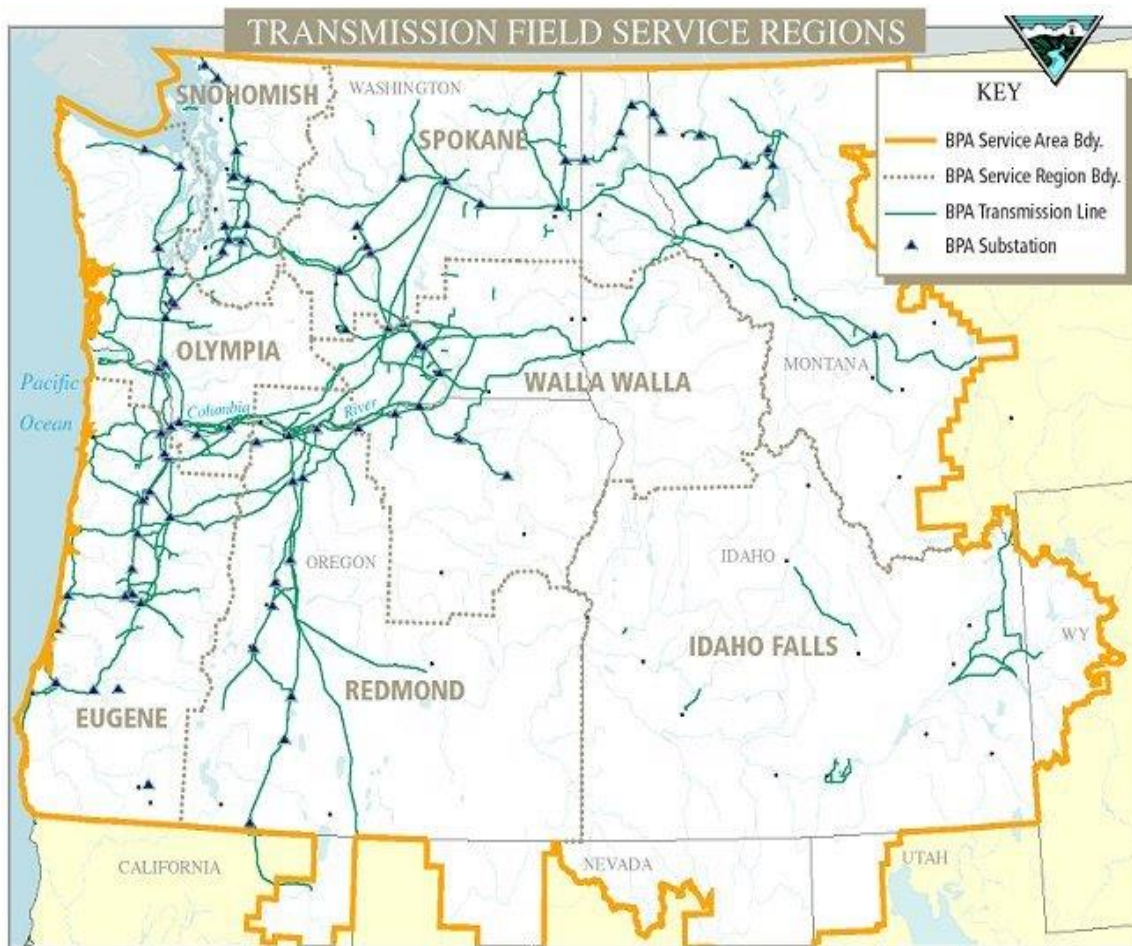 TRANSMISSION FIELD SERVICE REGIONS
KEY
BPA Service Area Bdy.
BPA Service Region Bdy.
BPA Transmission Line
BPA Substation
SNOHOMISH
WASHINGTON
SPOKANE
OLYMPIA
WALLA WALLA
MONTANA
Pacific
Ocean
Columbia
River
OREGON
IDAHO
IDAHO FALLS
WY
REDMOND
EUGENE
CALIFORNIA
NEVADA
UTAH